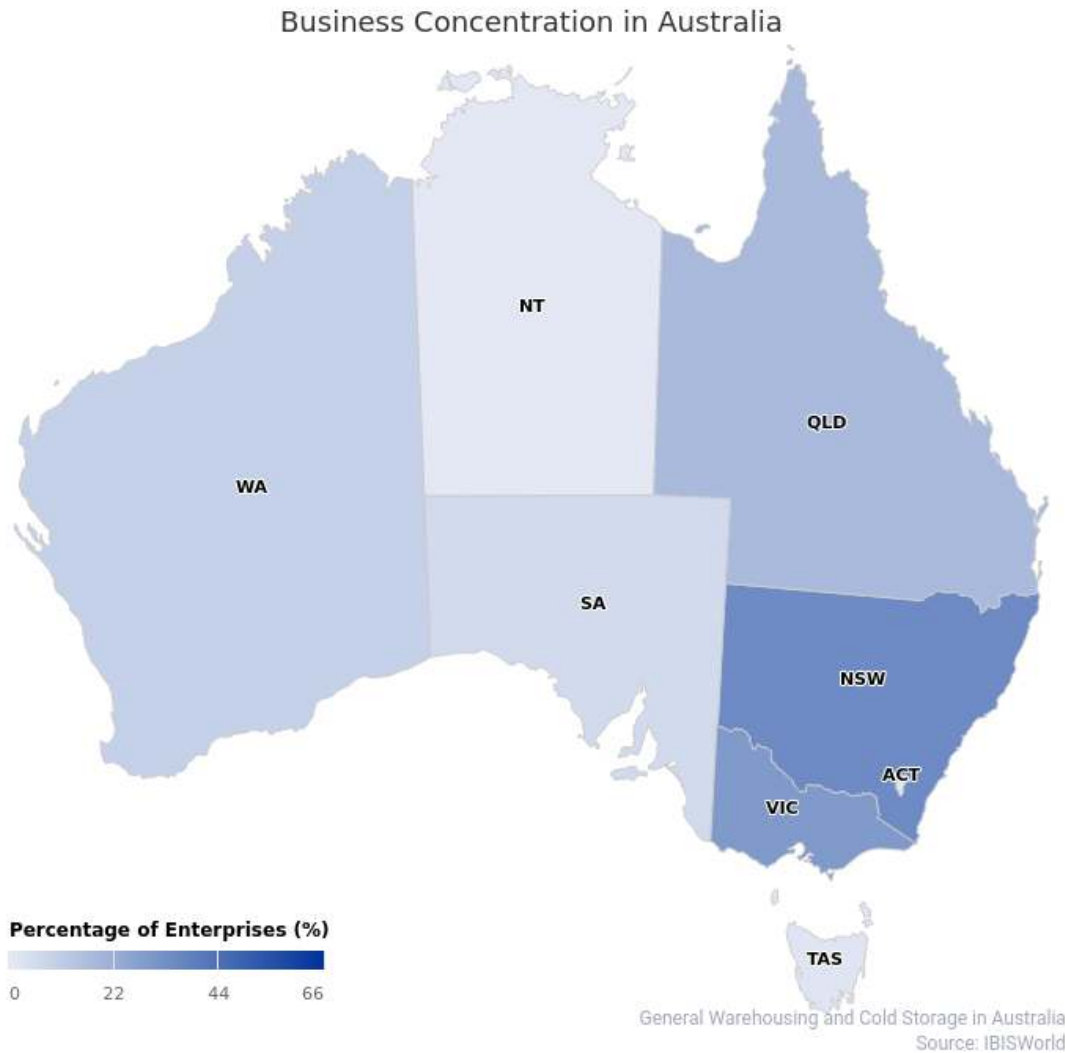 Business Concentration in Australia
NT
QLD
WA
SA
NSW
ACT
VIC
Percentage of Enterprises (%)
TAS
0 22 44 66
General Warehousing and Cold Storage in Australia
Source: IBISWorld